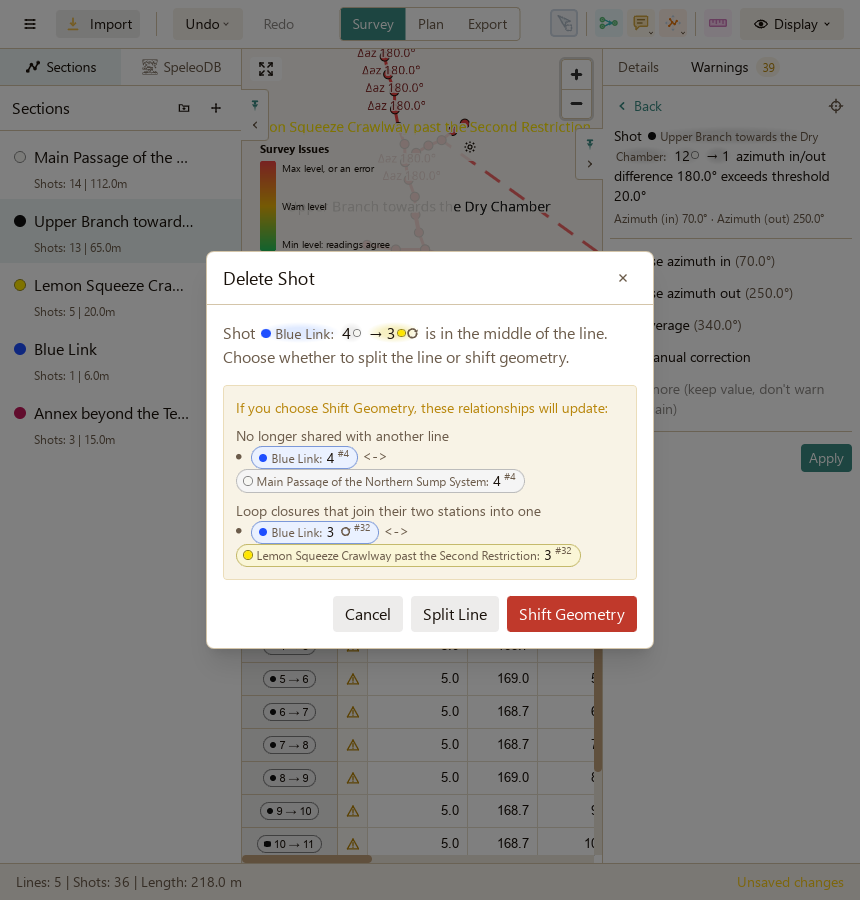 Import
Undo
Redo
Survey
Plan
Export
Display
Sections
SpeleoDB
Details
Warnings 39
Sections
Main Passage of the ...
Shots: 14 | 112.0m
Upper Branch toward...
Shots: 13 | 65.0m
Lemon Squeeze Cra...
Shots: 5 | 20.0m
Blue Link
Shots: 1 | 6.0m
Annex beyond the Te...
Shots: 3 | 15.0m
Δaz 180.0°
Δaz 180.0°
Δaz 180.0°
Δaz 180.0°
on Squeeze Crawlway past the Second Restriction
Survey Issues
Δaz 180.0°
Max level, or an error
Δaz 180.0°
Warn level
Upper Branch towards the Dry Chamber
Min level: readings agree
Back
Shot Upper Branch towards the Dry
Chamber: 12 → 1 azimuth in/out
difference 180.0° exceeds threshold
20.0°
Azimuth (in) 70.0° · Azimuth (out) 250.0°
se azimuth in (70.0°)
se azimuth out (250.0°)
verage (340.0°)
anual correction
nore (keep value, don't warn
ain)
Apply
Delete Shot
×
Shot Blue Link: 4 → 3 is in the middle of the line.
Choose whether to split the line or shift geometry.
If you choose Shift Geometry, these relationships will update:
No longer shared with another line
• Blue Link: 4 #4 <->
Main Passage of the Northern Sump System: 4 #4
Loop closures that join their two stations into one
• Blue Link: 3 #32 <->
Lemon Squeeze Crawlway past the Second Restriction: 3 #32
Cancel
Split Line
Shift Geometry
5 → 6 5.0 169.0
6 → 7 5.0 168.7
7 → 8 5.0 168.7
8 → 9 5.0 169.0
9 → 10 5.0 168.7
10 → 11 5.0 168.7 10
Lines: 5 | Shots: 36 | Length: 218.0 m
Unsaved changes